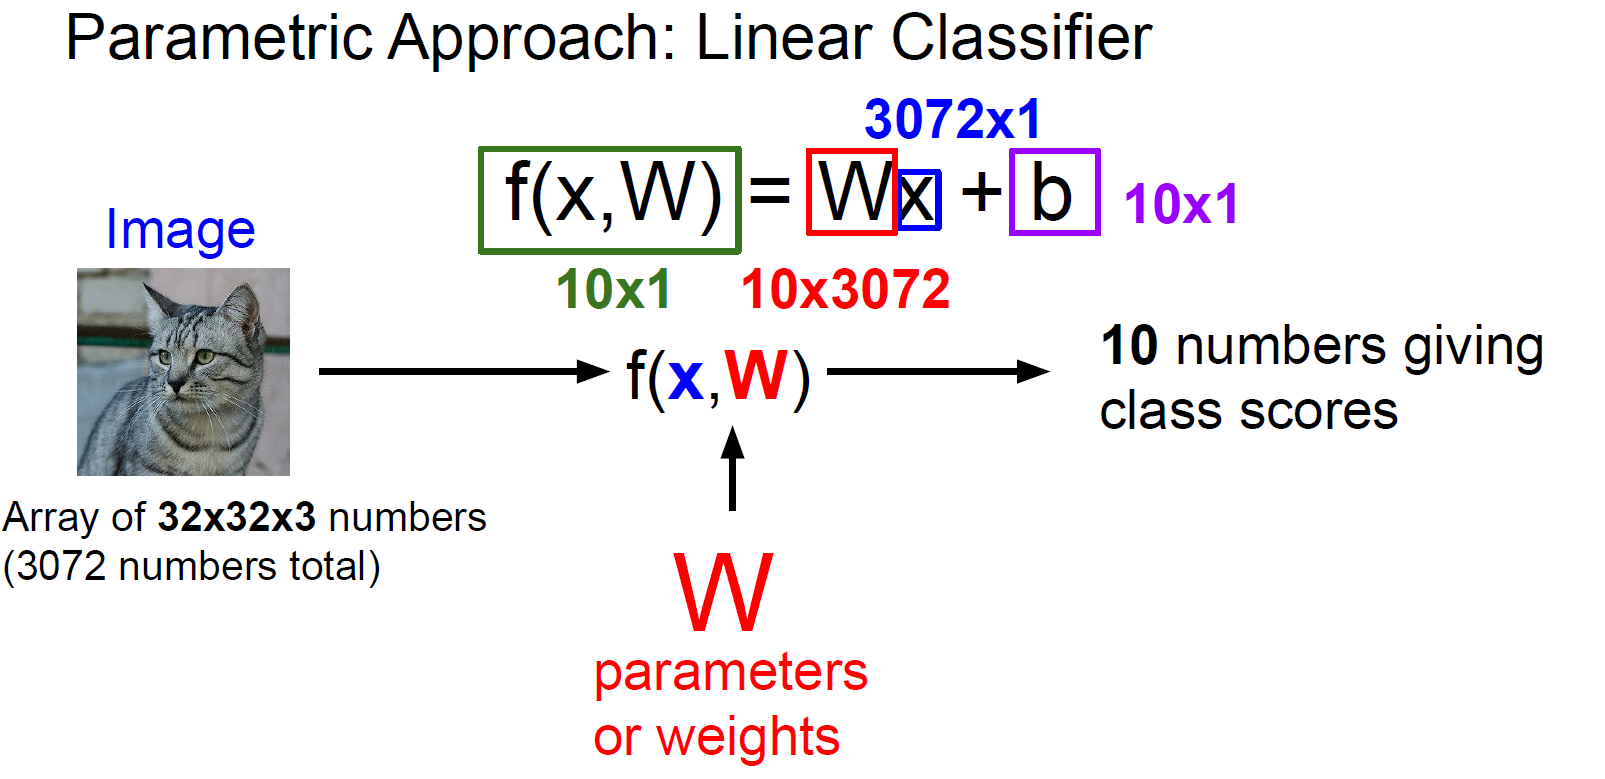 Parametric Approach: Linear Classifier
3072x1
f(x,W) = Wx + b
10x1
Image
10x1
10x3072
f(x,W)
10 numbers giving
class scores
Array of 32x32x3 numbers
(3072 numbers total)
W
parameters
or weights